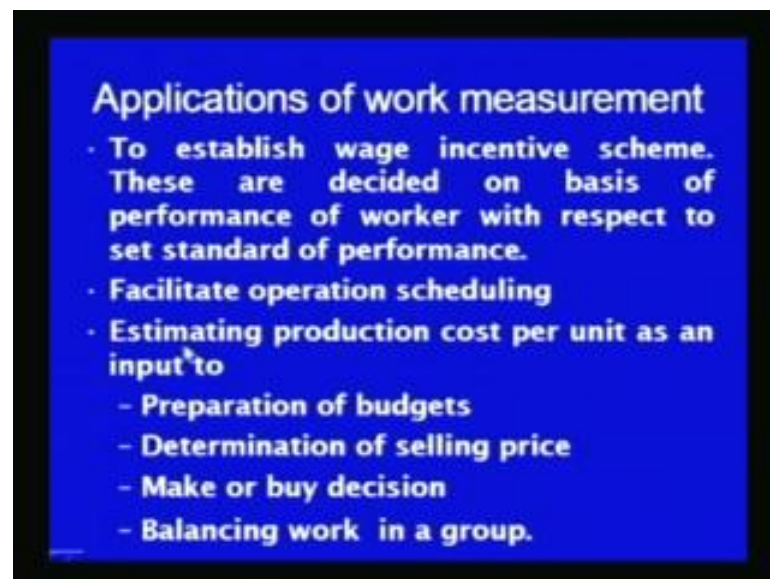 Applications of work measurement
· To establish wage incentive scheme.
These are decided on basis of
performance of worker with respect to
set standard of performance.
· Facilitate operation scheduling
· Estimating production cost per unit as an
input to
– Preparation of budgets
– Determination of selling price
– Make or buy decision
– Balancing work in a group.